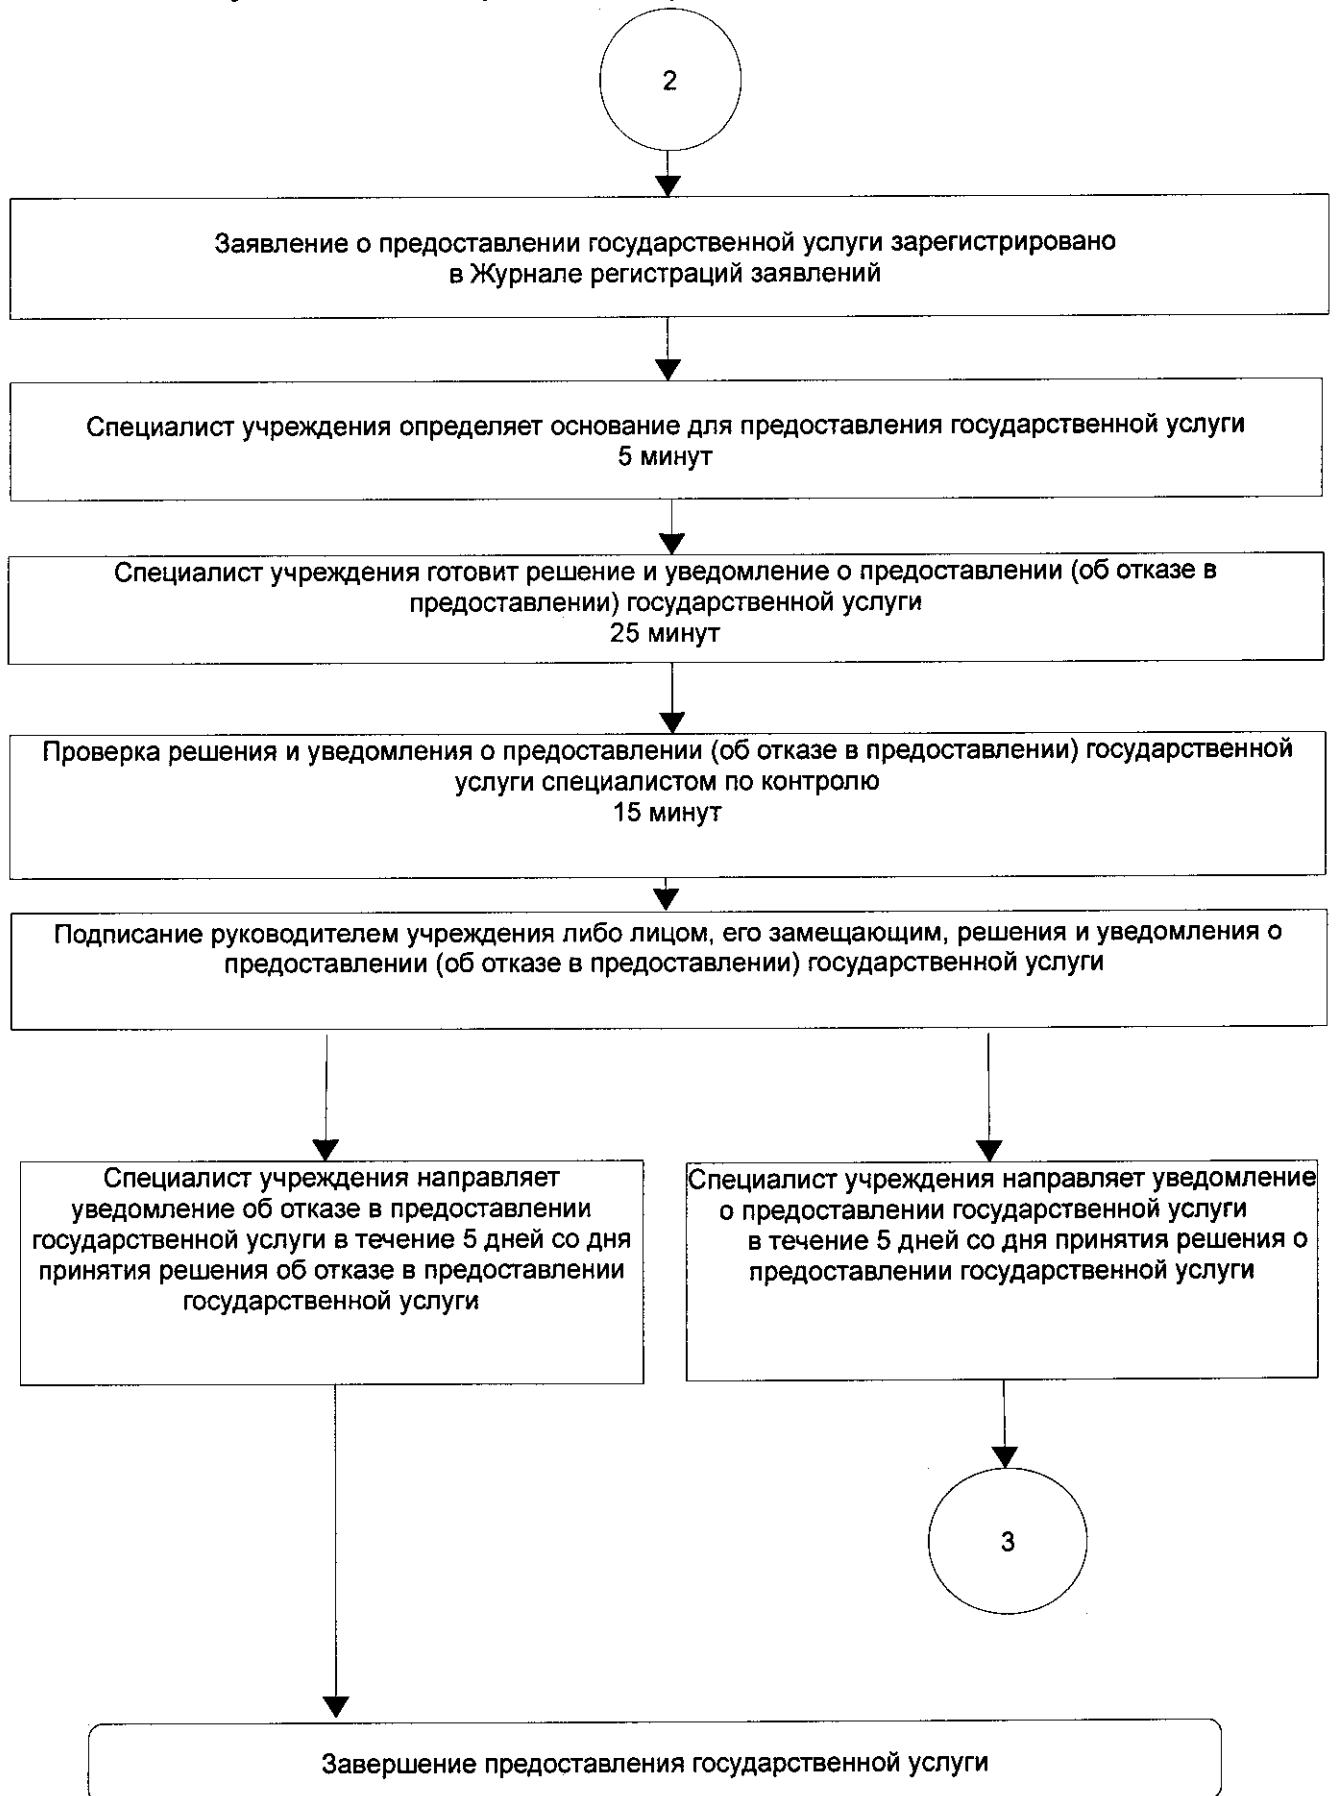 2
Заявление о предоставлении государственной услуги зарегистрировано
в Журнале регистраций заявлений
Специалист учреждения определяет основание для предоставления государственной услуги
5 минут
Специалист учреждения готовит решение и уведомление о предоставлении (об отказе в
предоставлении) государственной услуги
25 минут
Проверка решения и уведомления о предоставлении (об отказе в предоставлении) государственной
услуги специалистом по контролю
15 минут
Подписание руководителем учреждения либо лицом, его замещающим, решения и уведомления о
предоставлении (об отказе в предоставлении) государственной услуги
Специалист учреждения направляет
уведомление об отказе в предоставлении
государственной услуги в течение 5 дней со дня
принятия решения об отказе в предоставлении
государственной услуги
Специалист учреждения направляет уведомление
о предоставлении государственной услуги
в течение 5 дней со дня принятия решения о
предоставлении государственной услуги
3
Завершение предоставления государственной услуги